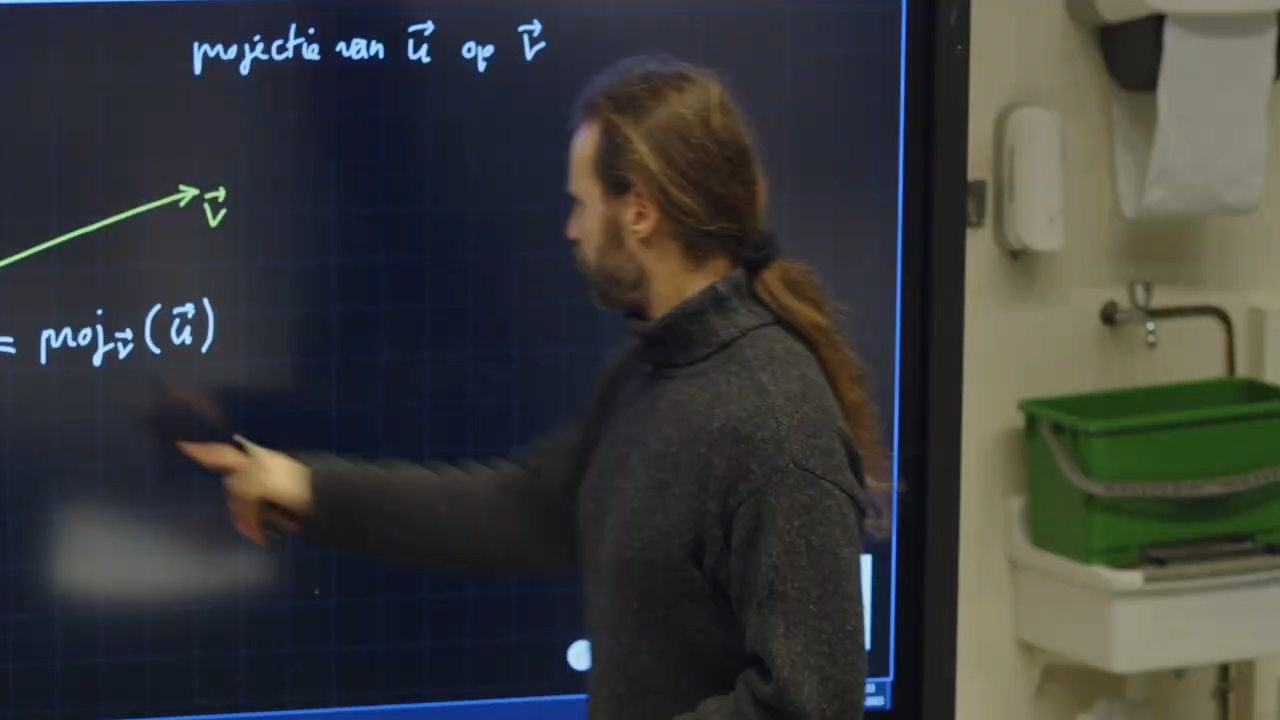 projectie van u⃗ op v⃗
v⃗
= proj_v⃗ (u⃗)